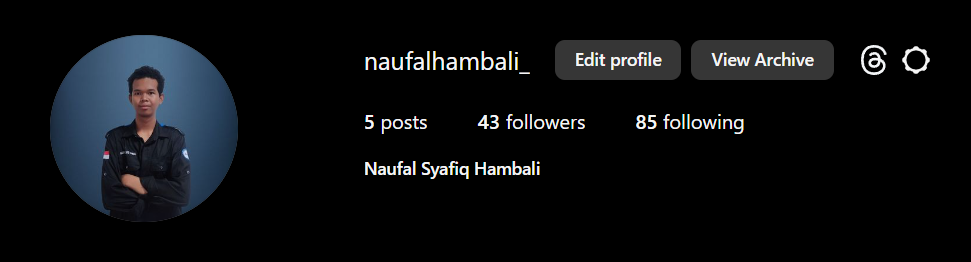 naufalhambali_ Edit profile View Archive
5 posts 43 followers 85 following
Naufal Syafiq Hambali